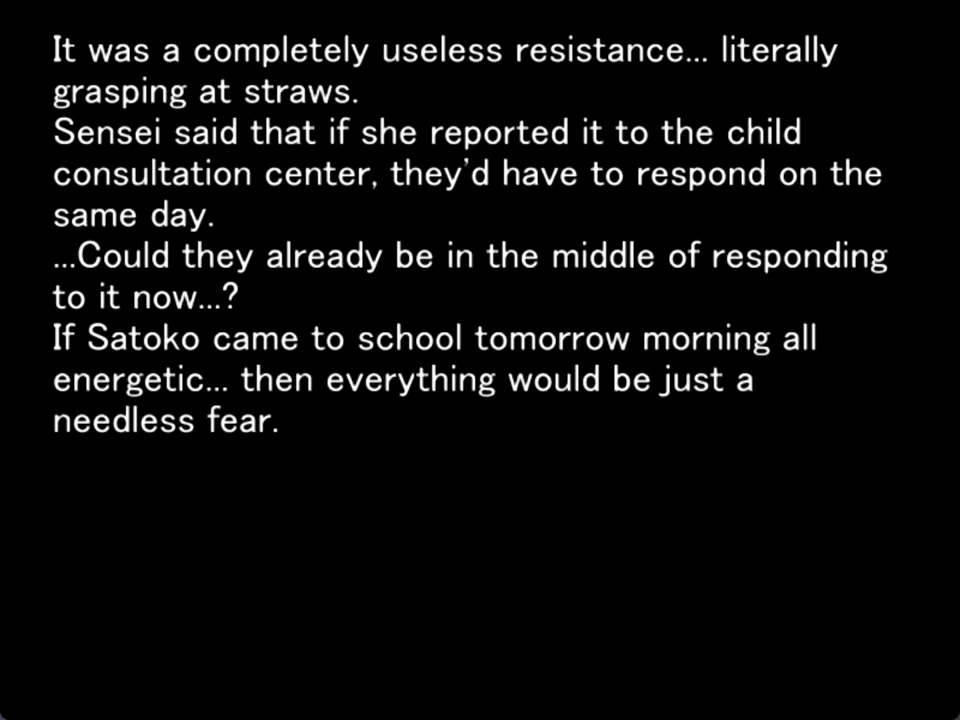 It was a completely useless resistance... literally
grasping at straws.
Sensei said that if she reported it to the child
consultation center, they'd have to respond on the
same day.
...Could they already be in the middle of responding
to it now...?
If Satoko came to school tomorrow morning all
energetic... then everything would be just a
needless fear.